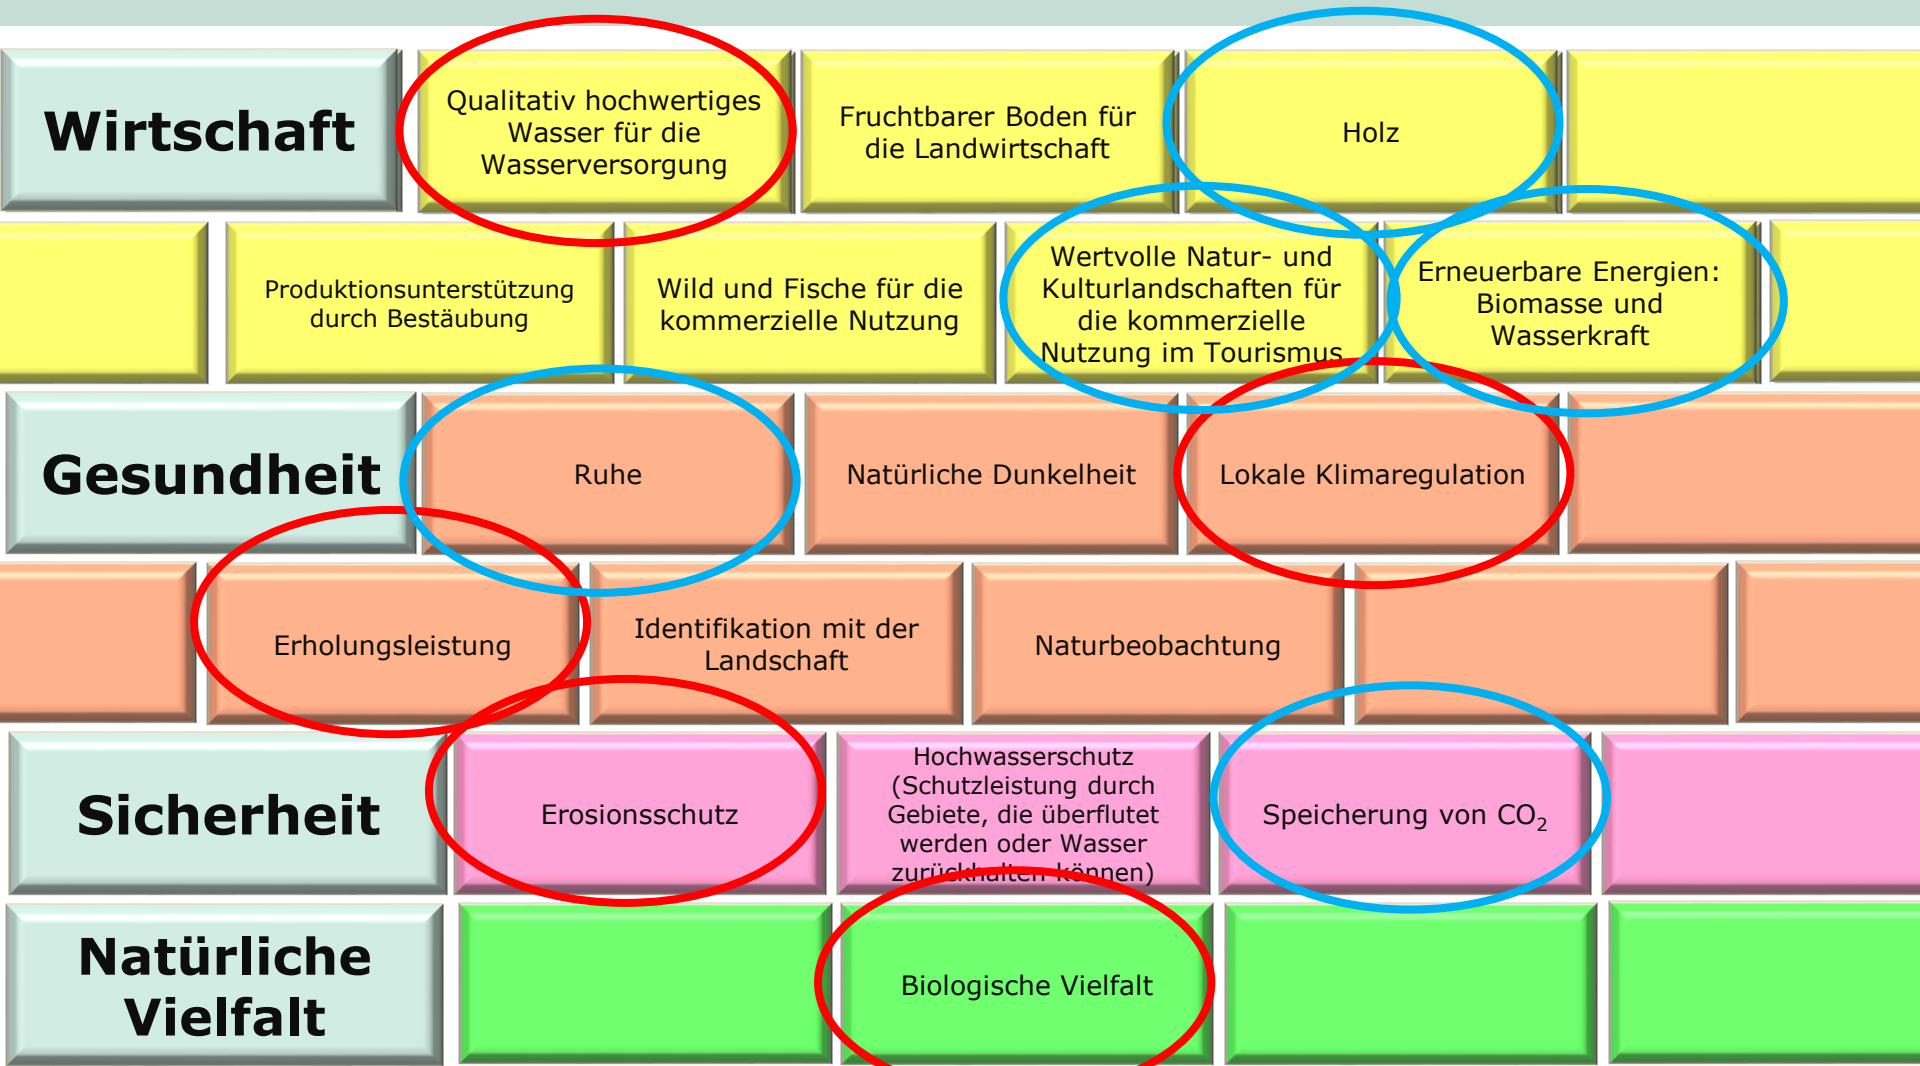 Wirtschaft
Qualitativ hochwertiges
Wasser für die
Wasserversorgung
Fruchtbarer Boden für
die Landwirtschaft
Holz
Produktionsunterstützung
durch Bestäubung
Wild und Fische für die
kommerzielle Nutzung
Wertvolle Natur- und
Kulturlandschaften für
die kommerzielle
Nutzung im Tourismus
Erneuerbare Energien:
Biomasse und
Wasserkraft
Gesundheit
Ruhe
Natürliche Dunkelheit
Lokale Klimaregulation
Erholungsleistung
Identifikation mit der
Landschaft
Naturbeobachtung
Sicherheit
Erosionsschutz
Hochwasserschutz
(Schutzleistung durch
Gebiete, die überflutet
werden oder Wasser
zurückhalten können)
Speicherung von CO₂
Natürliche
Vielfalt
Biologische Vielfalt